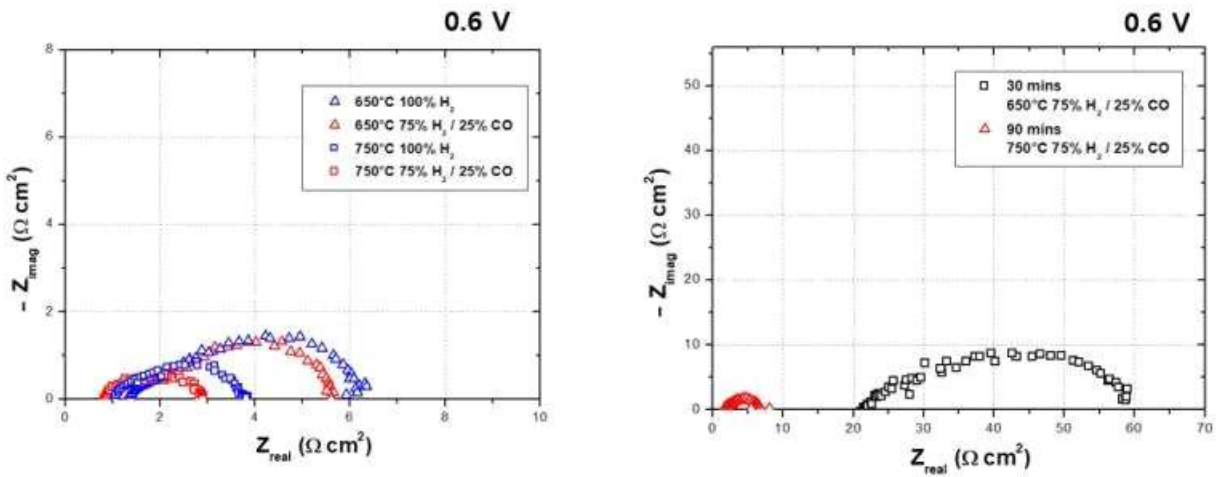 0.6 V
8
6
4
2
0
0 2 4 6 8 10
− Z_imag (Ω cm²)
Z_real (Ω cm²)
650°C 100% H₂
650°C 75% H₂ / 25% CO
750°C 100% H₂
750°C 75% H₂ / 25% CO
0.6 V
50
40
30
20
10
0
0 10 20 30 40 50 60 70
− Z_imag (Ω cm²)
Z_real (Ω cm²)
30 mins
650°C 75% H₂ / 25% CO
90 mins
750°C 75% H₂ / 25% CO